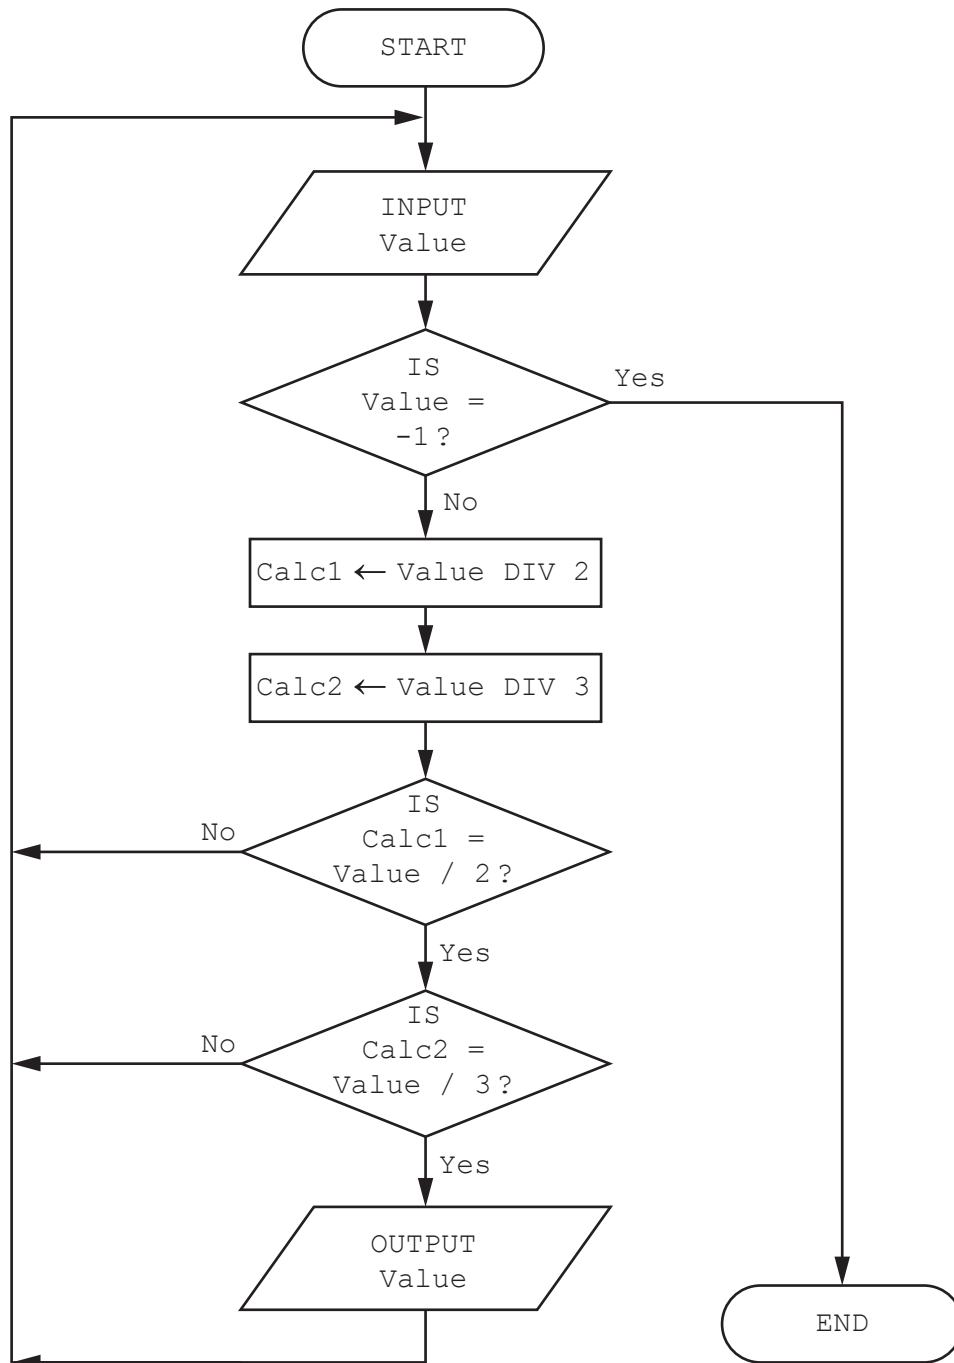 START
INPUT
Value
IS
Value =
-1?
Yes
No
Calc1 ← Value DIV 2
Calc2 ← Value DIV 3
IS
Calc1 =
Value / 2?
No
Yes
IS
Calc2 =
Value / 3?
No
Yes
OUTPUT
Value
END